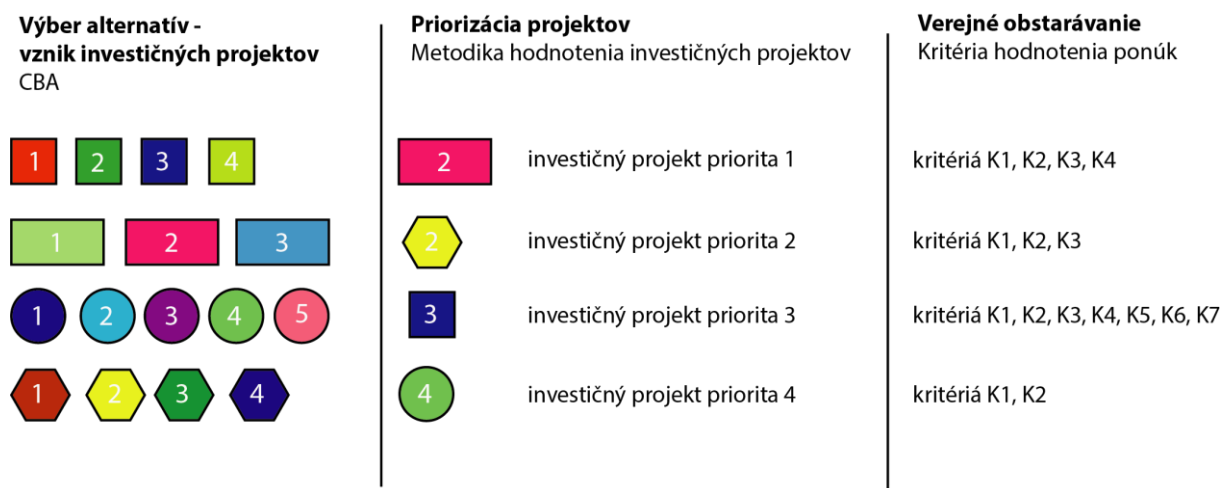 Výber alternatív -
vznik investičných projektov
CBA
Priorizácia projektov
Metodika hodnotenia investičných projektov
Verejné obstarávanie
Kritéria hodnotenia ponúk
1 2 3 4
2 investičný projekt priorita 1 kritériá K1, K2, K3, K4
1 2 3
2 investičný projekt priorita 2 kritériá K1, K2, K3
1 2 3 4 5
3 investičný projekt priorita 3 kritériá K1, K2, K3, K4, K5, K6, K7
1 2 3 4
4 investičný projekt priorita 4 kritériá K1, K2